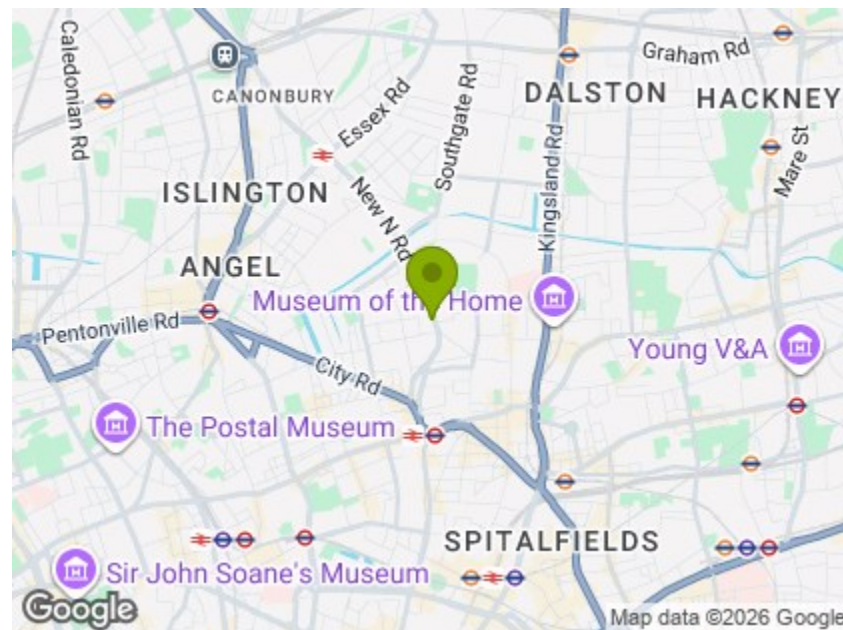 Caledonian Rd
CANONBURY
Essex Rd
Southgate Rd
Graham Rd
DALSTON
HACKNEY
Mare St
ISLINGTON
New N Rd
Kingsland Rd
ANGEL
Museum of the Home
Pentonville Rd
Young V&A
City Rd
The Postal Museum
SPITALFIELDS
Sir John Soane's Museum
Google
Map data ©2026 Google